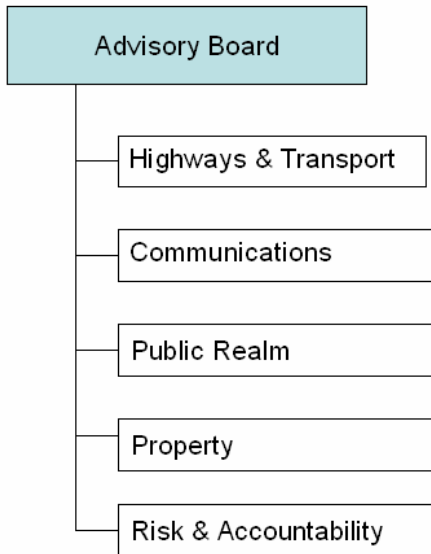 Advisory Board
Highways & Transport
Communications
Public Realm
Property
Risk & Accountability